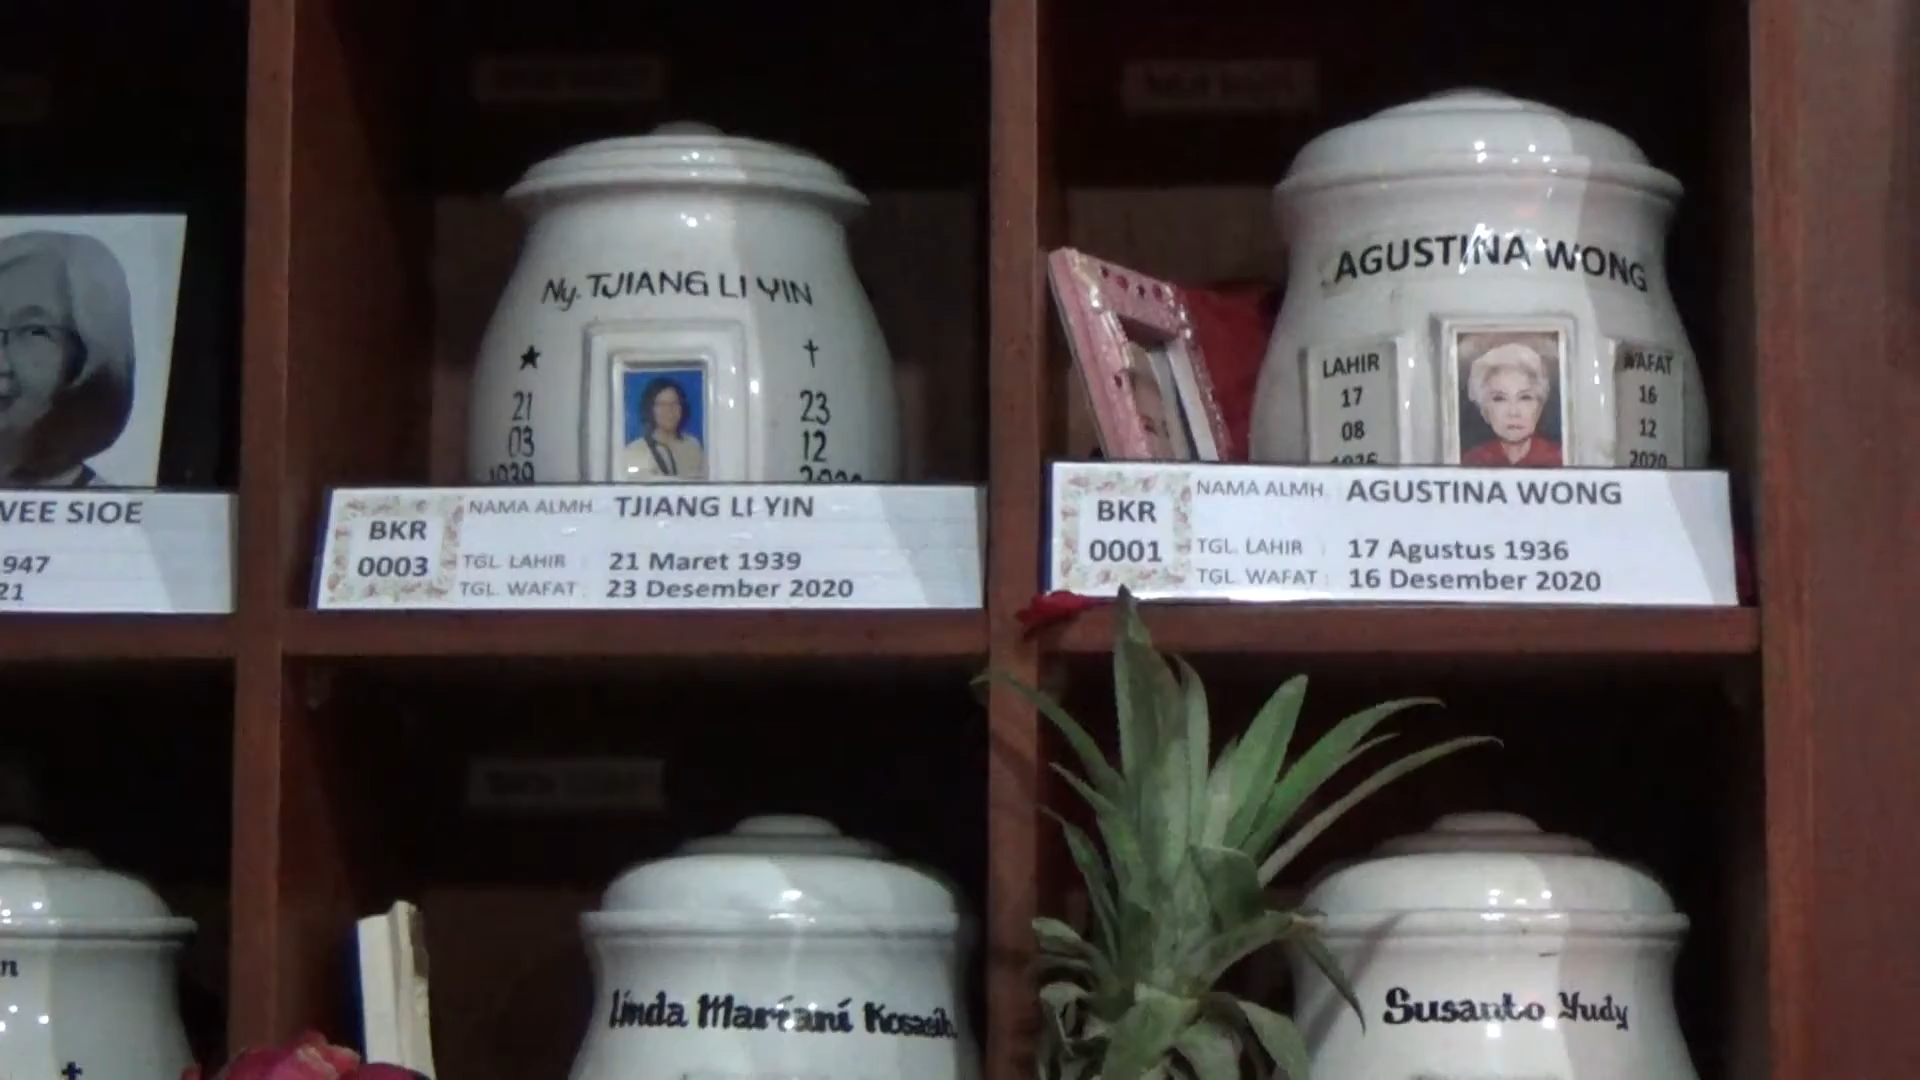 Ny. TJIANG LI YIN
21
03
1939
†
23
12
2020
AGUSTINA WONG
LAHIR
17
08
1936
WAFAT
16
12
2020
VEE SIOE
947
21
BKR
0003
NAMA ALMH. TJIANG LI YIN
TGL. LAHIR : 21 Maret 1939
TGL. WAFAT : 23 Desember 2020
BKR
0001
NAMA ALMH. AGUSTINA WONG
TGL. LAHIR : 17 Agustus 1936
TGL. WAFAT : 16 Desember 2020
n
Linda Mariani Kosasih
Susanto Yudy